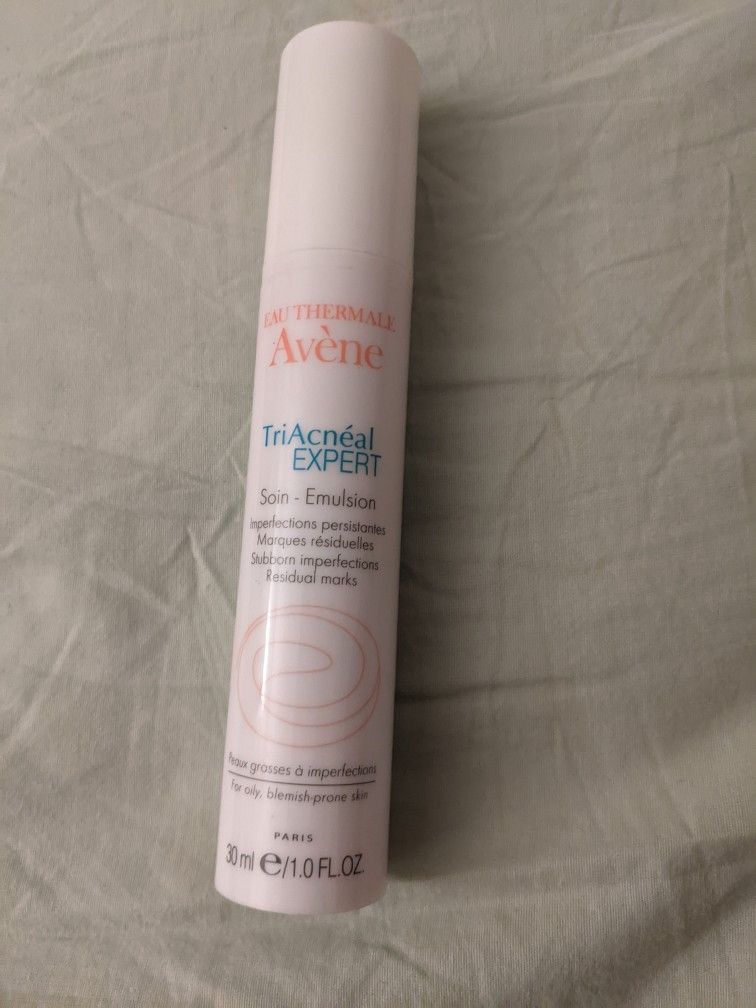 EAU THERMALE
Avène
TriAcnéal
EXPERT
Soin - Emulsion
Imperfections persistantes
Marques résiduelles
Stubborn imperfections
Residual marks
Peaux grasses à imperfections
For oily, blemish-prone skin
PARIS
30 ml e/1.0 FL.OZ.